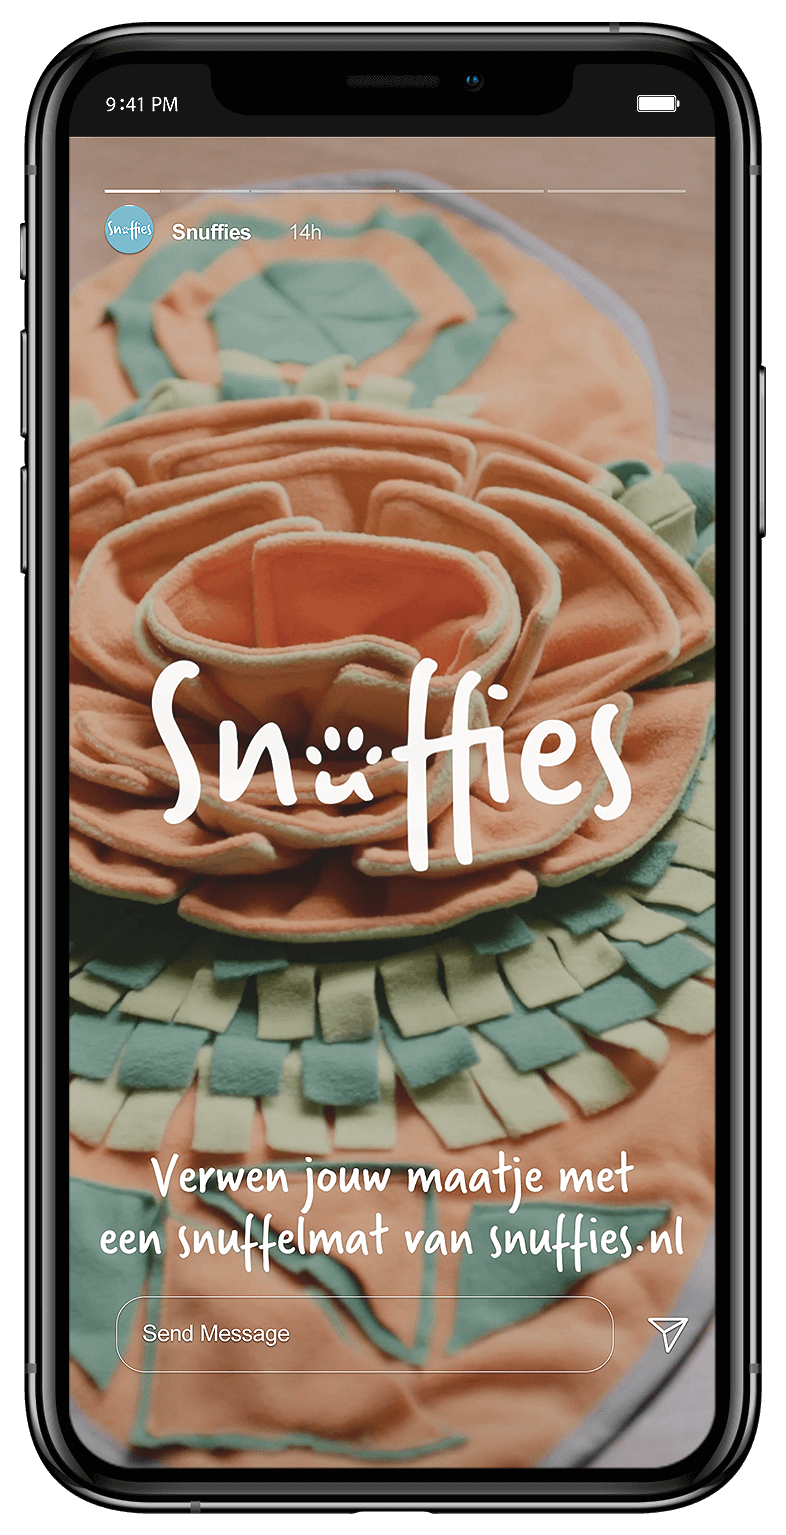 9:41 PM
Snuffies
Snuffies
14h
Snuffies
Verwen jouw maatje met
een snuffelmat van snuffies.nl
Send Message